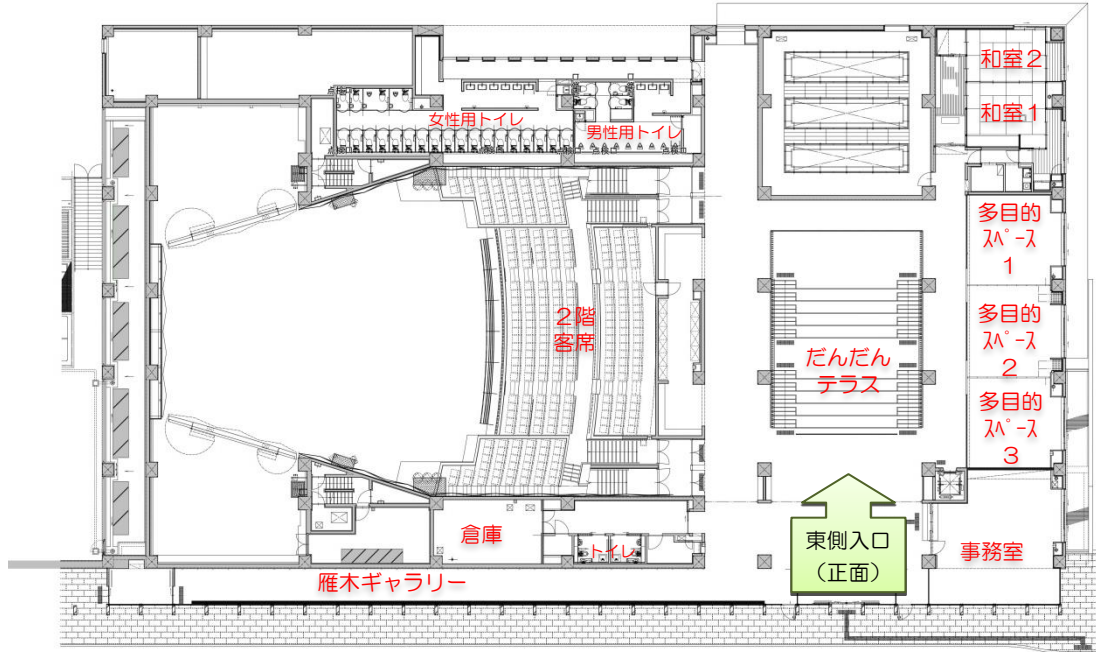 和室2
和室1
女性用トイレ
男性用トイレ
多目的
スペース
1
2階
客席
多目的
スペース
2
だんだん
テラス
多目的
スペース
3
倉庫
トイレ
東側入口
(正面)
事務室
雁木ギャラリー